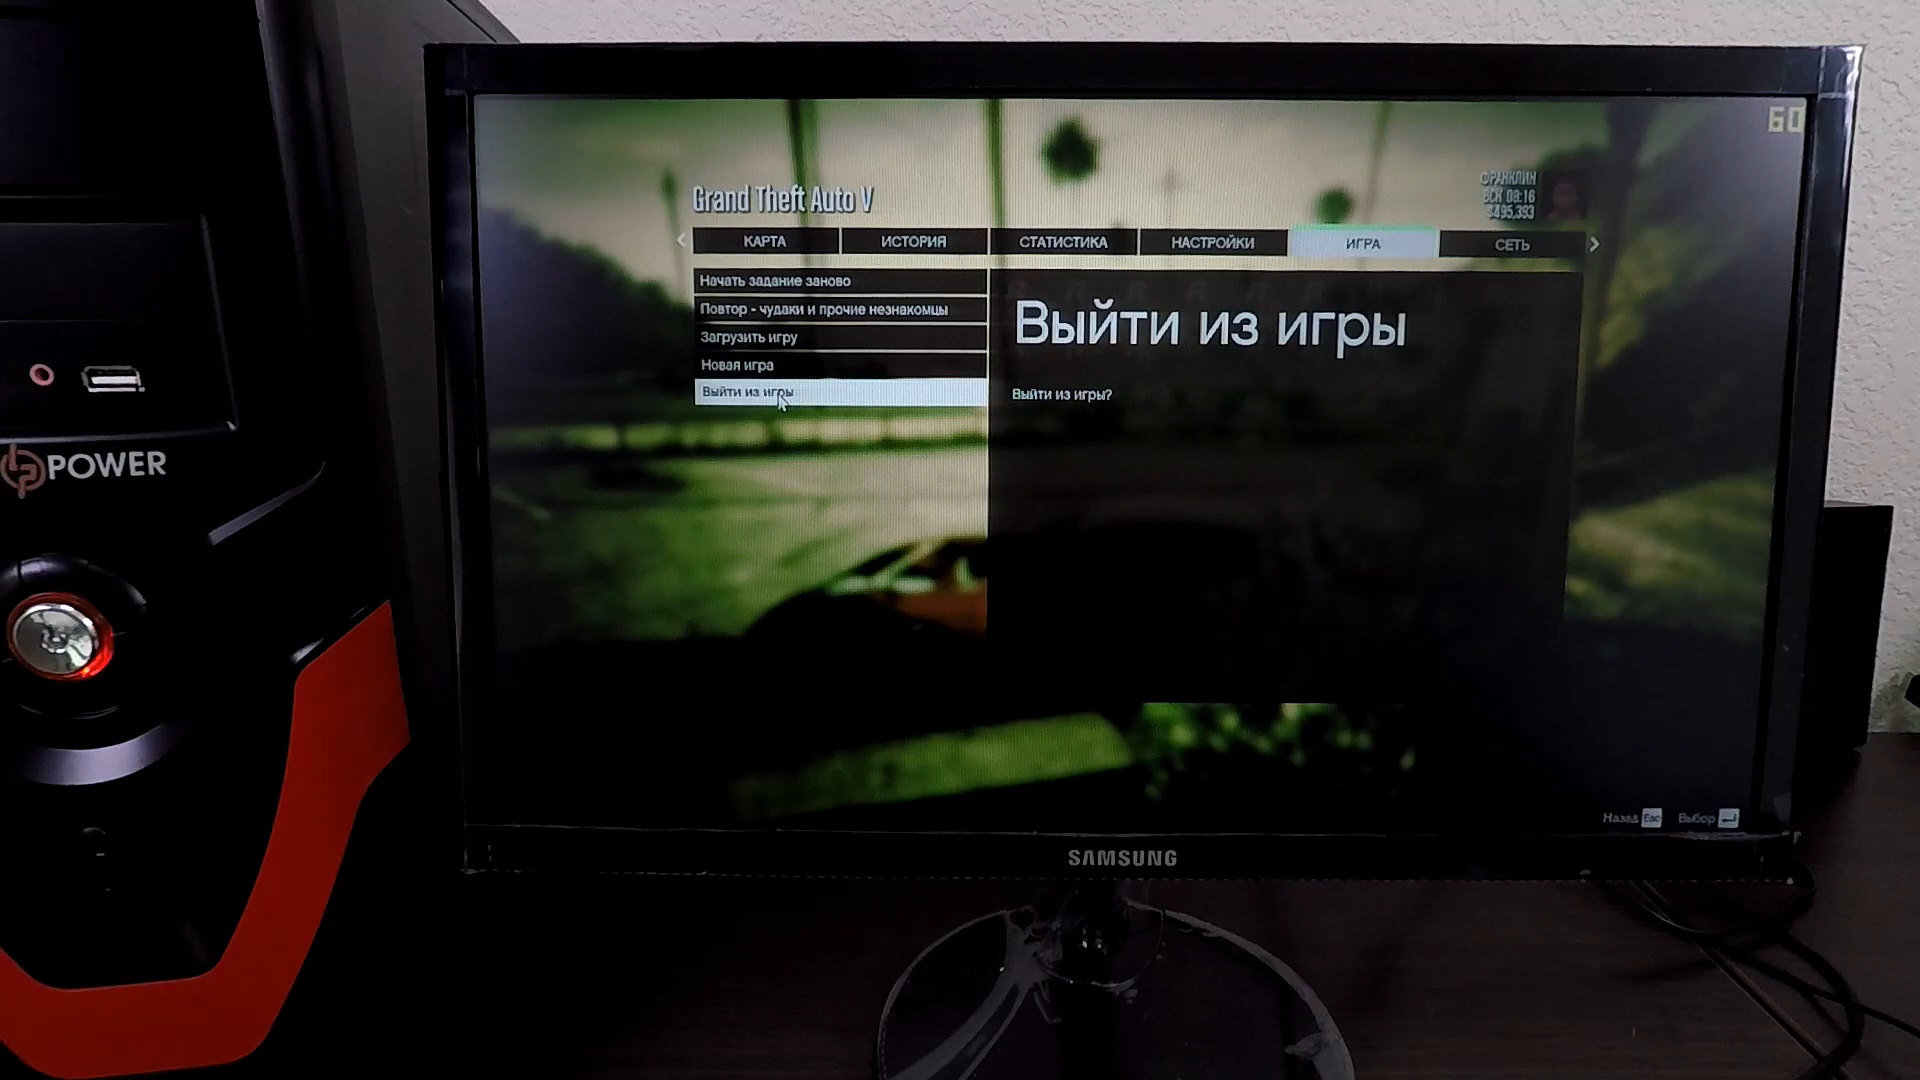 60
Grand Theft Auto V
ФРАНКЛИН
ВСК 08:16
$495,393
КАРТА
ИСТОРИЯ
СТАТИСТИКА
НАСТРОЙКИ
ИГРА
СЕТЬ
Начать задание заново
Повтор - чудаки и прочие незнакомцы
Загрузить игру
Новая игра
Выйти из игры
Выйти из игры
Выйти из игры?
POWER
Назад Esc Выбор
SAMSUNG